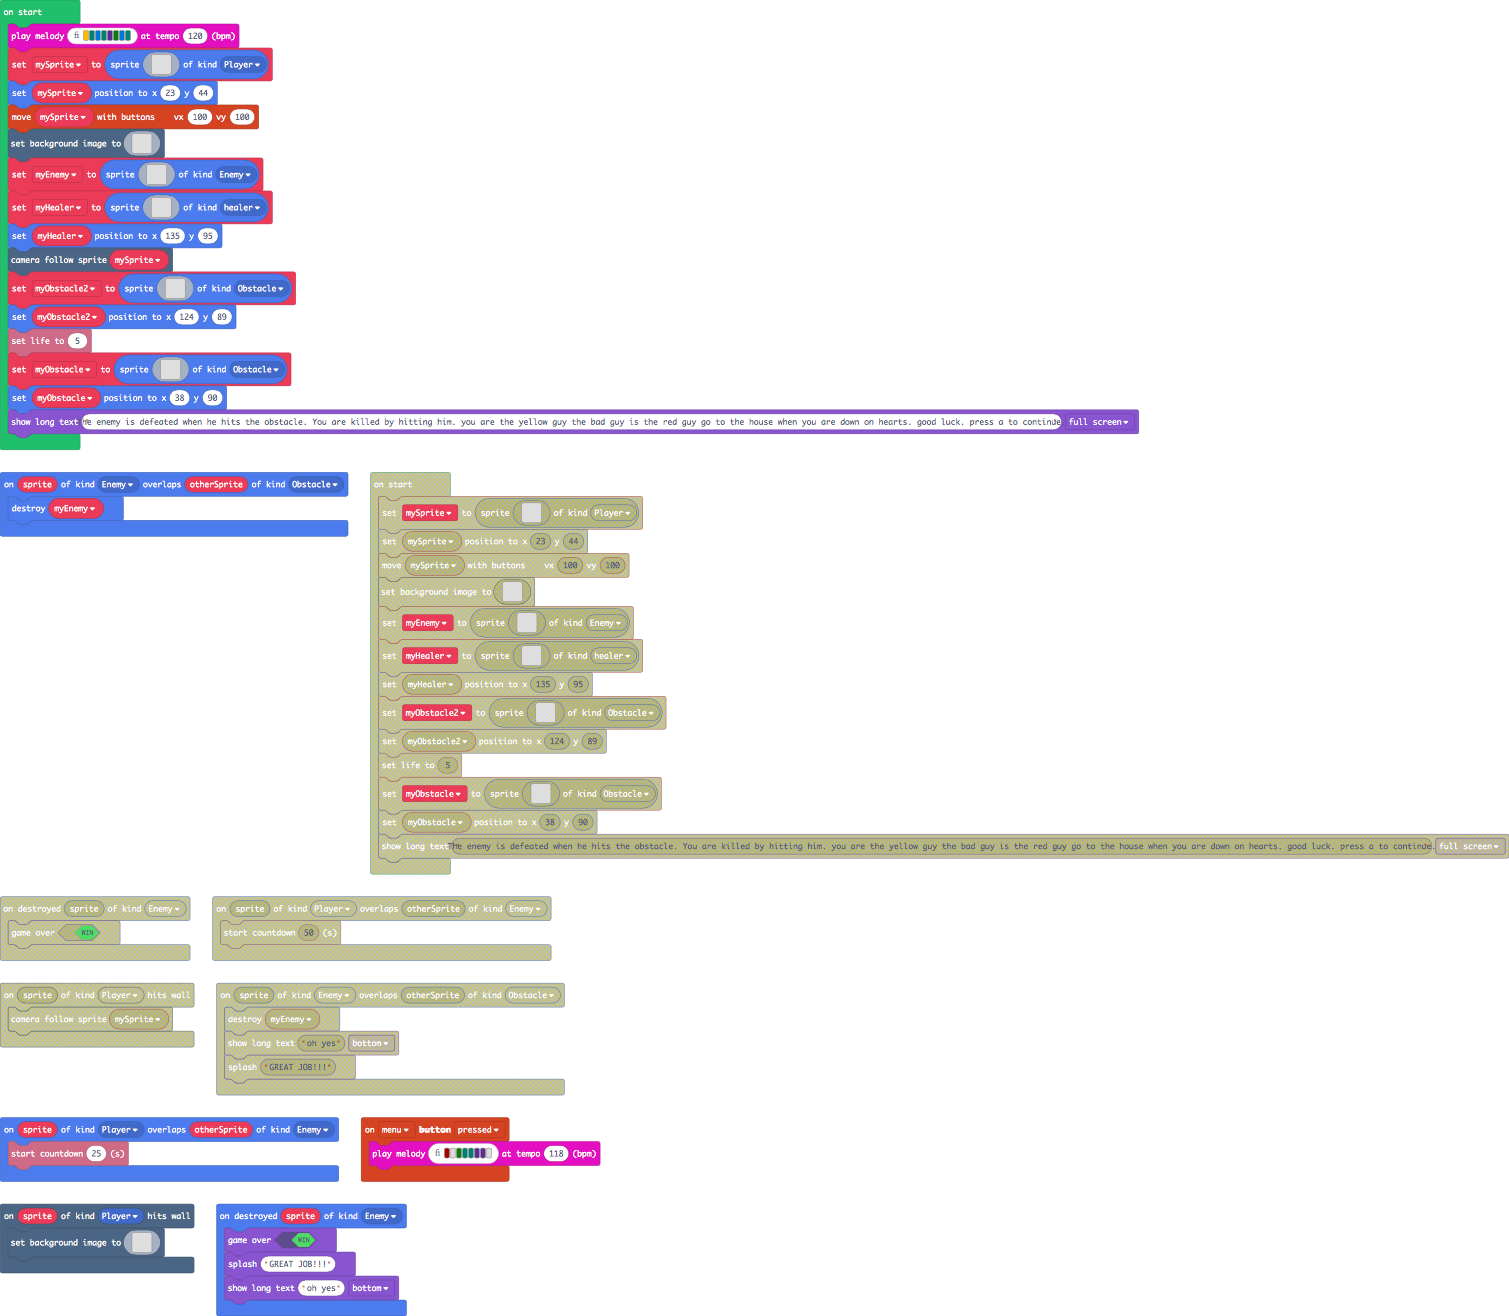 on start
play melody at tempo 120 (bpm)
set mySprite to sprite of kind Player
set mySprite position to x 23 y 44
move mySprite with buttons vx 100 vy 100
set background image to
set myEnemy to sprite of kind Enemy
set myHealer to sprite of kind healer
set myHealer position to x 135 y 95
camera follow sprite mySprite
set myObstacle2 to sprite of kind Obstacle
set myObstacle2 position to x 124 y 89
set life to 5
set myObstacle to sprite of kind Obstacle
set myObstacle position to x 38 y 90
show long text enemy is defeated when he hits the obstacle. You are killed by hitting him. you are the yellow guy the bad guy is the red guy go to the house when you are down on hearts. good luck. press a to continue full screen
on sprite of kind Enemy overlaps otherSprite of kind Obstacle
destroy myEnemy
on start
set mySprite to sprite of kind Player
set mySprite position to x 23 y 44
move mySprite with buttons vx 100 vy 100
set background image to
set myEnemy to sprite of kind Enemy
set myHealer to sprite of kind healer
set myHealer position to x 135 y 95
set myObstacle2 to sprite of kind Obstacle
set myObstacle2 position to x 124 y 89
set life to 5
set myObstacle to sprite of kind Obstacle
set myObstacle position to x 38 y 90
show long text The enemy is defeated when he hits the obstacle. You are killed by hitting him. you are the yellow guy the bad guy is the red guy go to the house when you are down on hearts. good luck. press a to continue. full screen
on destroyed sprite of kind Enemy
game over WIN
on sprite of kind Player overlaps otherSprite of kind Enemy
start countdown 50 (s)
on sprite of kind Player hits wall
camera follow sprite mySprite
on sprite of kind Enemy overlaps otherSprite of kind Obstacle
destroy myEnemy
show long text "oh yes" bottom
splash "GREAT JOB!!!"
on sprite of kind Player overlaps otherSprite of kind Enemy
start countdown 25 (s)
on menu button pressed
play melody at tempo 118 (bpm)
on sprite of kind Player hits wall
set background image to
on destroyed sprite of kind Enemy
game over WIN
splash "GREAT JOB!!!"
show long text "oh yes" bottom